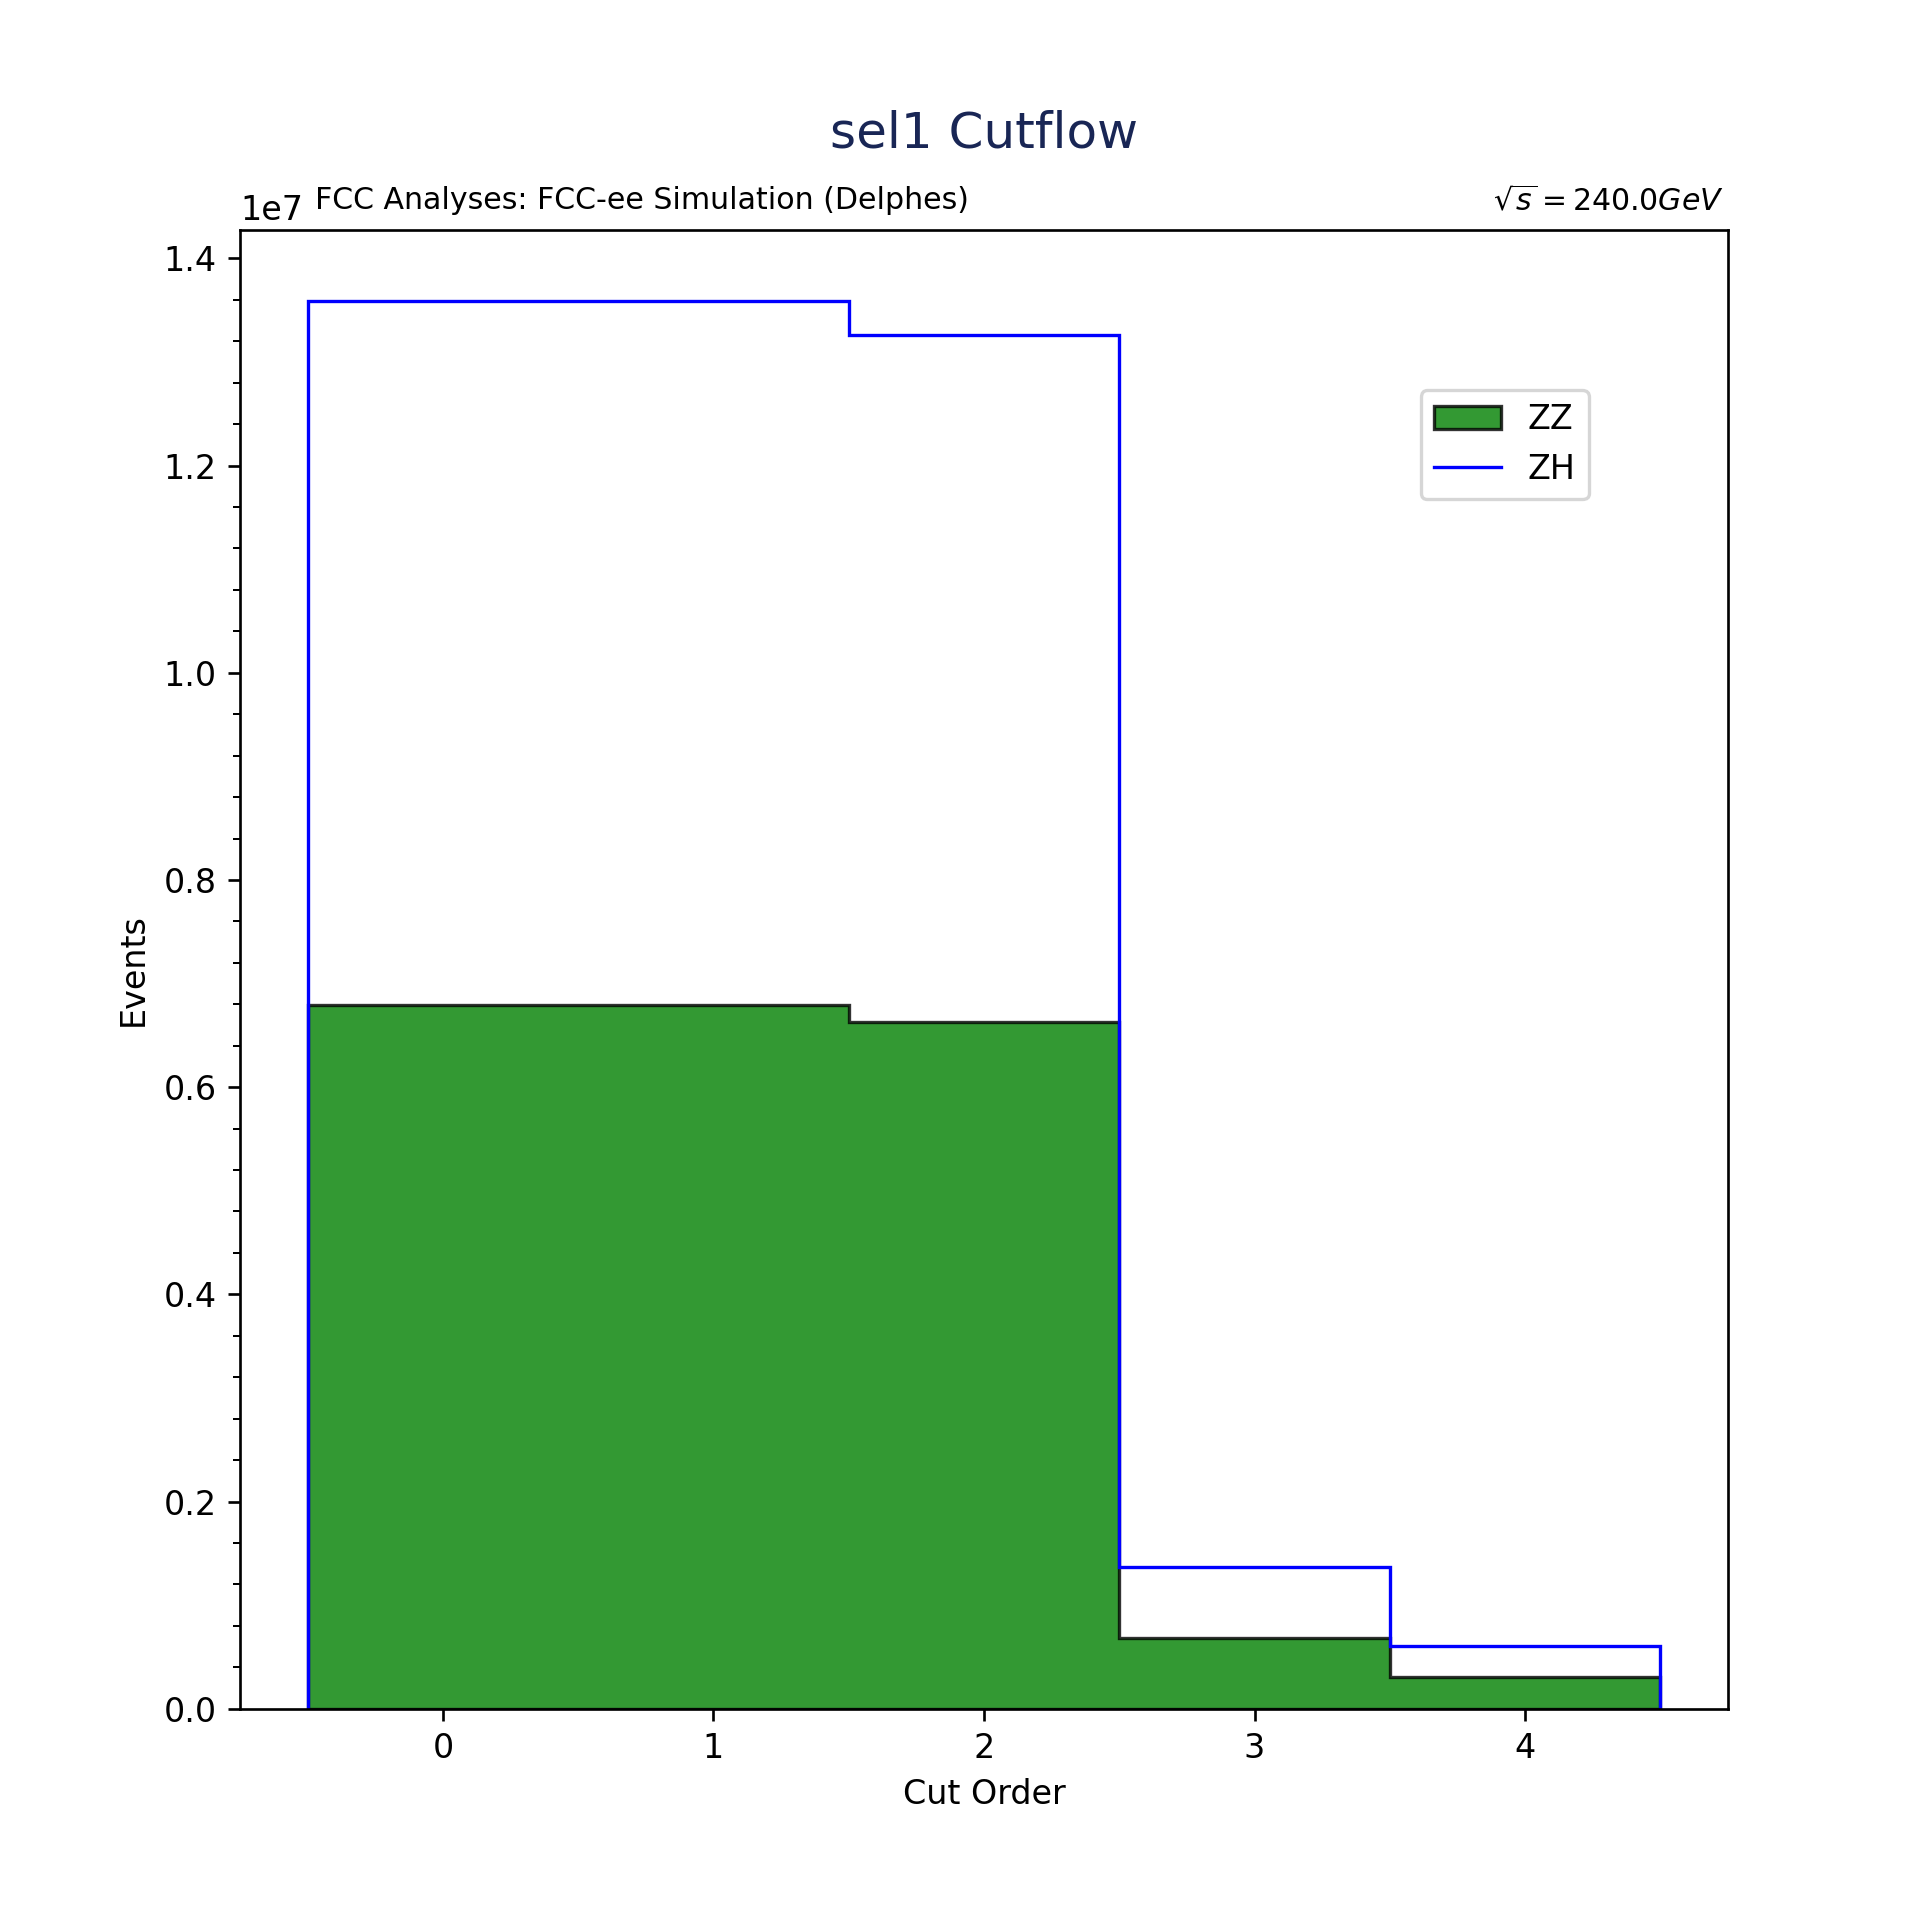 sel1 Cutflow
1e7 FCC Analyses: FCC-ee Simulation (Delphes) √s = 240.0GeV
1.4
1.2
1.0
0.8
0.6
0.4
0.2
0.0
Events
ZZ
ZH
0 1 2 3 4
Cut Order